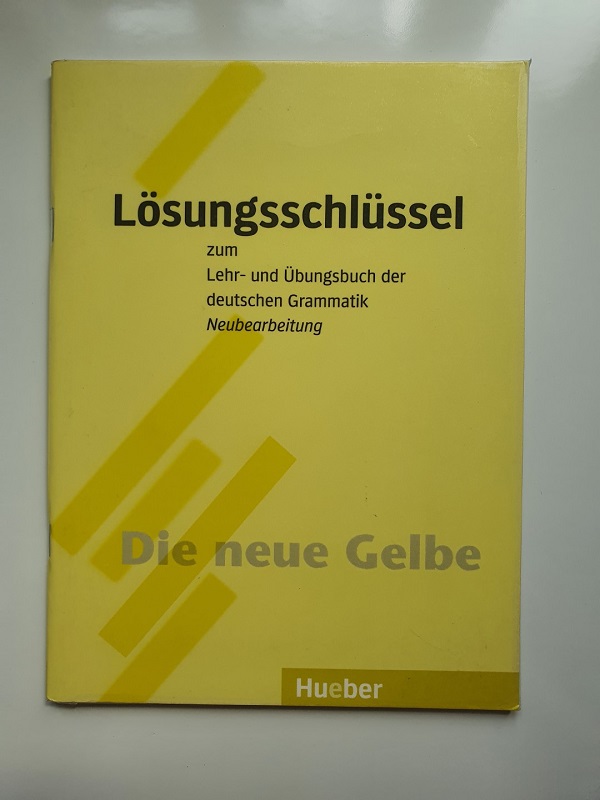 Lösungsschlüssel
zum
Lehr- und Übungsbuch der
deutschen Grammatik
Neubearbeitung
Die neue Gelbe
Hueber